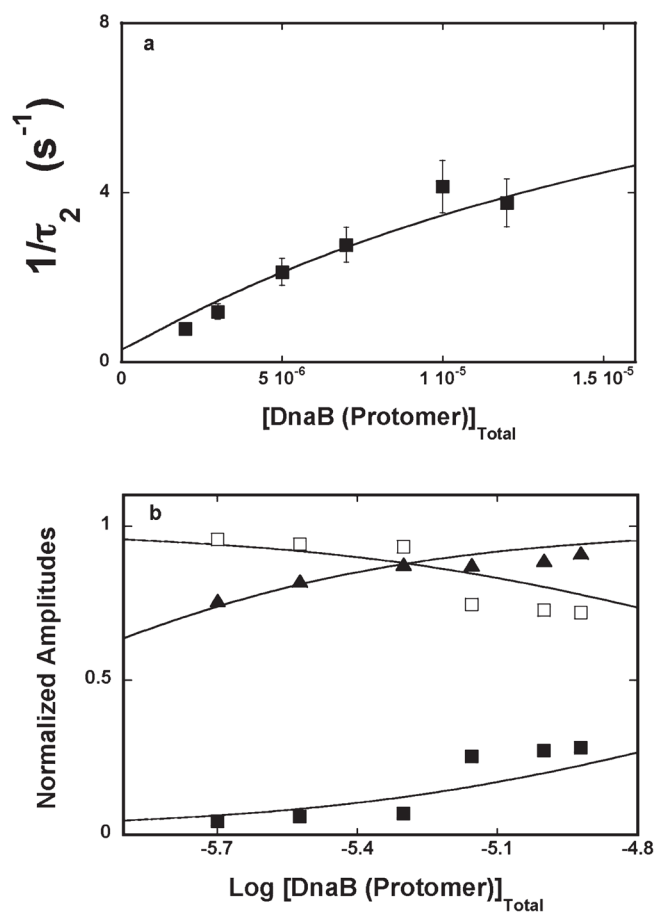 a
8
4
0
1/τ2 (s-1)
0
5 10-6
1 10-5
1.5 10-5
[DnaB (Protomer)]Total
b
1
0.5
0
Normalized Amplitudes
-5.7
-5.4
-5.1
-4.8
Log [DnaB (Protomer)]Total